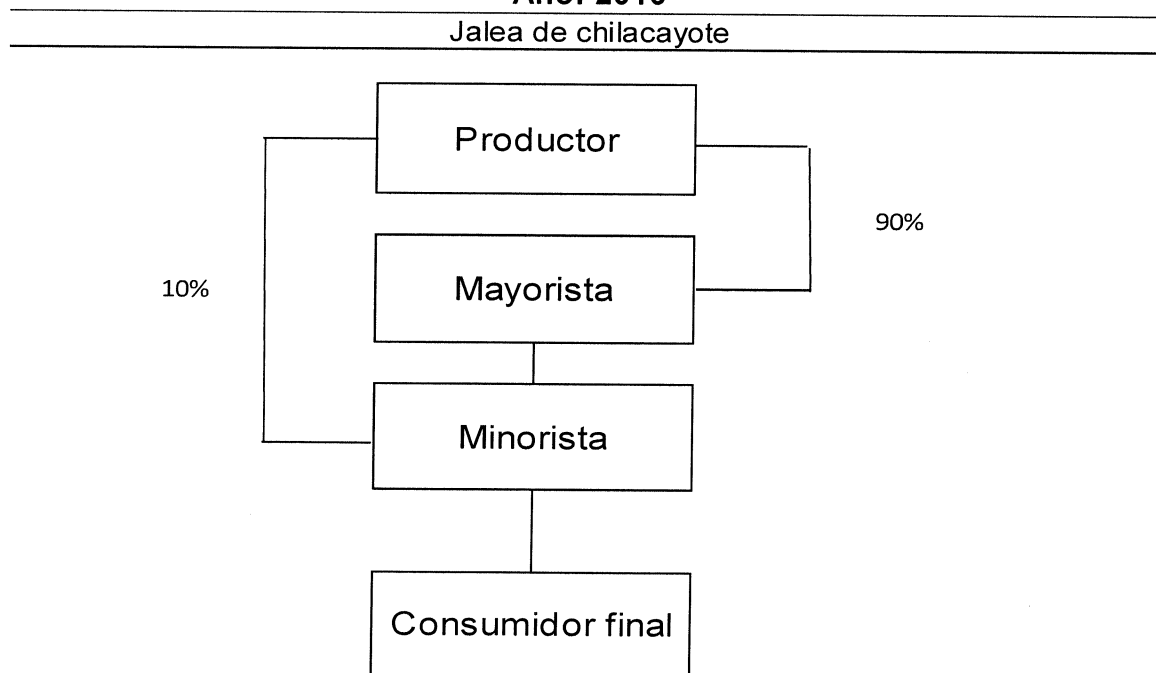 Jalea de chilacayote
Productor
90%
Mayorista
10%
Minorista
Consumidor final